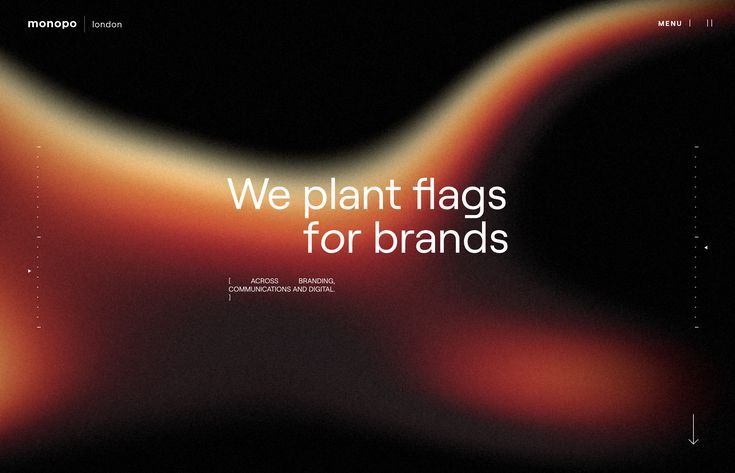 monopo | london
MENU
We plant flags
for brands
[ ACROSS BRANDING,
COMMUNICATIONS AND DIGITAL.
]